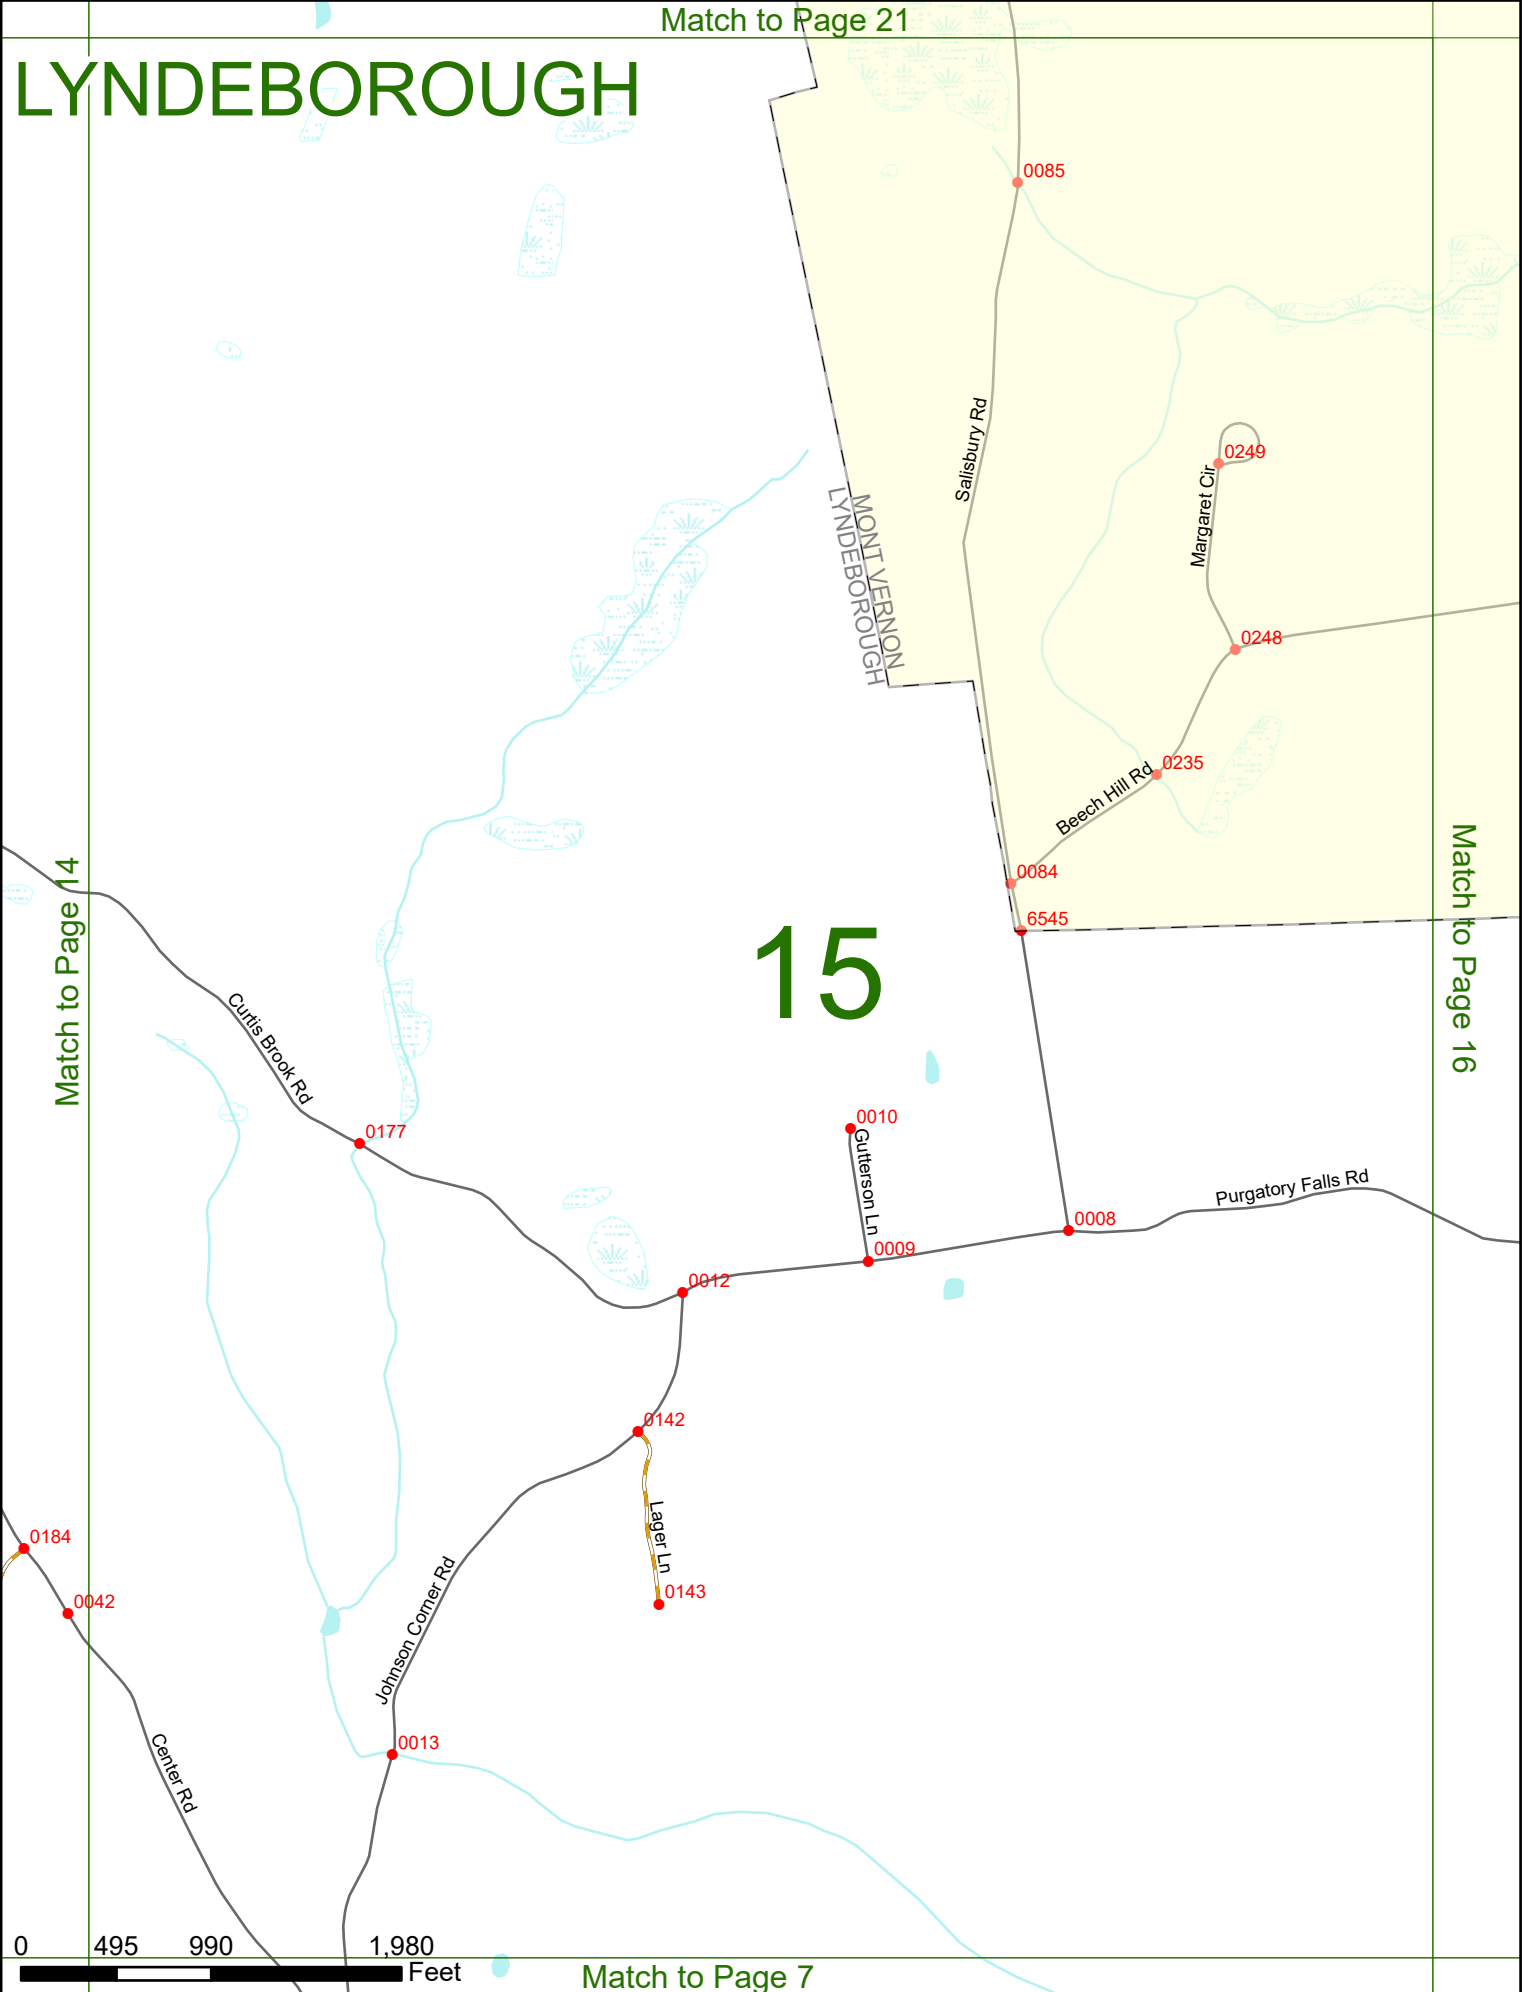 Match to Page 21
LYNDEBOROUGH
0085
Salisbury Rd
0249
Margaret Cir
MONT VERNON
LYNDEBOROUGH
0248
0235
Beech Hill Rd
0084
6545
Match to Page 14
Match to Page 16
15
Curtis Brook Rd
0177
0010
Gutterson Ln
Purgatory Falls Rd
0008
0009
0012
0142
Lager Ln
0184
0143
0042
Johnson Corner Rd
0013
Center Rd
0 495 990 1,980
Feet
Match to Page 7